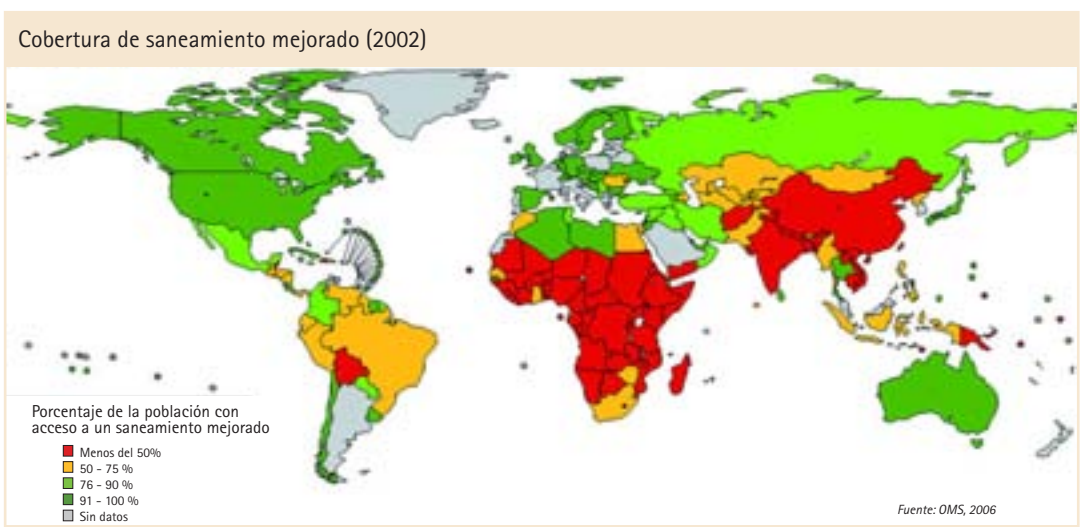 Cobertura de saneamiento mejorado (2002)
Porcentaje de la población con
acceso a un saneamiento mejorado
Menos del 50%
50 - 75 %
76 - 90 %
91 - 100 %
Sin datos
Fuente: OMS, 2006